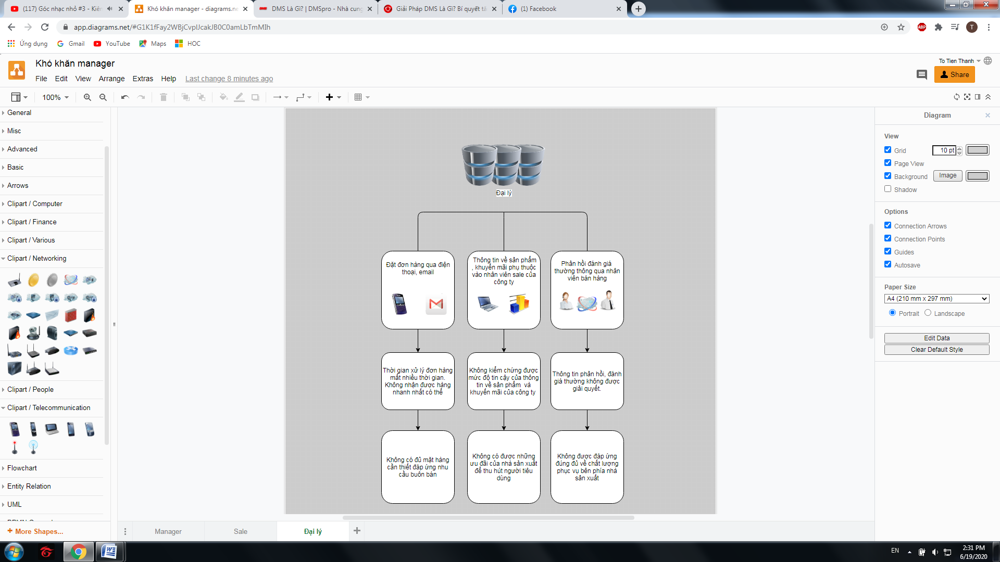 (117) Góc nhạc nhỏ #3 - Kiên
Khó khăn manager - diagrams.ne
DMS Là Gì? | DMSpro - Nhà cung
Giải Pháp DMS Là Gì? Bí quyết tă
(1) Facebook
app.diagrams.net/#G1K1fFay2WBjCvplJcakJB0C0amLbTmMIh
ABP
T
Ứng dụng
Gmail
YouTube
Maps
HOC
Khó khăn manager
To Tien Thanh
File Edit View Arrange Extras Help Last change 8 minutes ago
Share
100%
General
Misc
Advanced
Basic
Arrows
Clipart / Computer
Clipart / Finance
Clipart / Various
Clipart / Networking
Clipart / People
Clipart / Telecommunication
Flowchart
Entity Relation
UML
+ More Shapes...
Đại lý
Đặt đơn hàng qua điện
thoại, email
Thông tin về sản phẩm
, khuyến mãi phụ thuộc
vào nhân viên sale của
công ty
Phản hồi đánh giá
thường thông qua nhân
viên bán hàng
Thời gian xử lý đơn hàng
mất nhiều thời gian.
Không nhận được hàng
nhanh nhất có thể
Không kiểm chứng được
mức độ tin cậy của thông
tin về sản phẩm và
khuyến mãi của công ty
Thông tin phản hồi, đánh
giá thường không được
giải quyết.
Không có đủ mặt hàng
cần thiết đáp ứng nhu
cầu buôn bán
Không có được những
ưu đãi của nhà sản xuất
để thu hút người tiêu
dùng
Không được đáp ứng
đúng đủ về chất lượng
phục vụ bên phía nhà
sản xuất
Manager
Sale
Đại lý
Diagram
View
Grid
10 pt
Page View
Background
Image
Shadow
Options
Connection Arrows
Connection Points
Guides
Autosave
Paper Size
A4 (210 mm x 297 mm)
Portrait
Landscape
Edit Data
Clear Default Style
EN
2:31 PM
6/19/2020